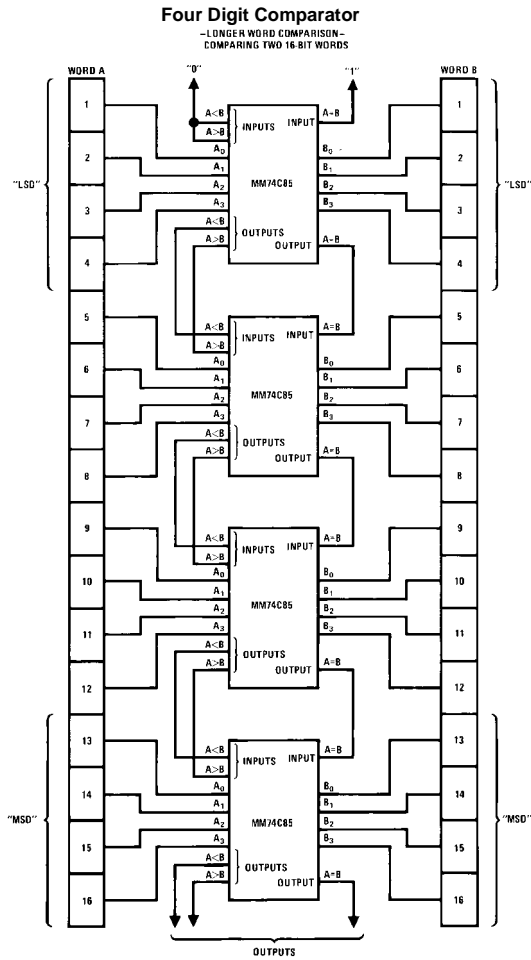 Four Digit Comparator
–LONGER WORD COMPARISON–
COMPARING TWO 16-BIT WORDS
WORD A "0" "1" WORD B
1 A<B INPUTS INPUT A=B 1
A>B
A0 B0
2 A1 B1 2
"LSD" A2 MM74C85 B2 "LSD"
3 A3 B3 3
A<B OUTPUTS
4 A>B OUTPUT A=B 4
5 A<B INPUTS INPUT A=B 5
A>B
A0 B0
6 A1 B1 6
A2 MM74C85 B2
7 A3 B3 7
A<B OUTPUTS
8 A>B OUTPUT A=B 8
9 A<B INPUTS INPUT A=B 9
A>B
A0 B0
10 A1 B1 10
A2 MM74C85 B2
11 A3 B3 11
A<B OUTPUTS
12 A>B OUTPUT A=B 12
13 A<B INPUTS INPUT A=B 13
A>B
A0 B0
14 A1 B1 14
"MSD" A2 MM74C85 B2 "MSD"
15 A3 B3 15
A<B OUTPUTS
16 A>B OUTPUT A=B 16
OUTPUTS